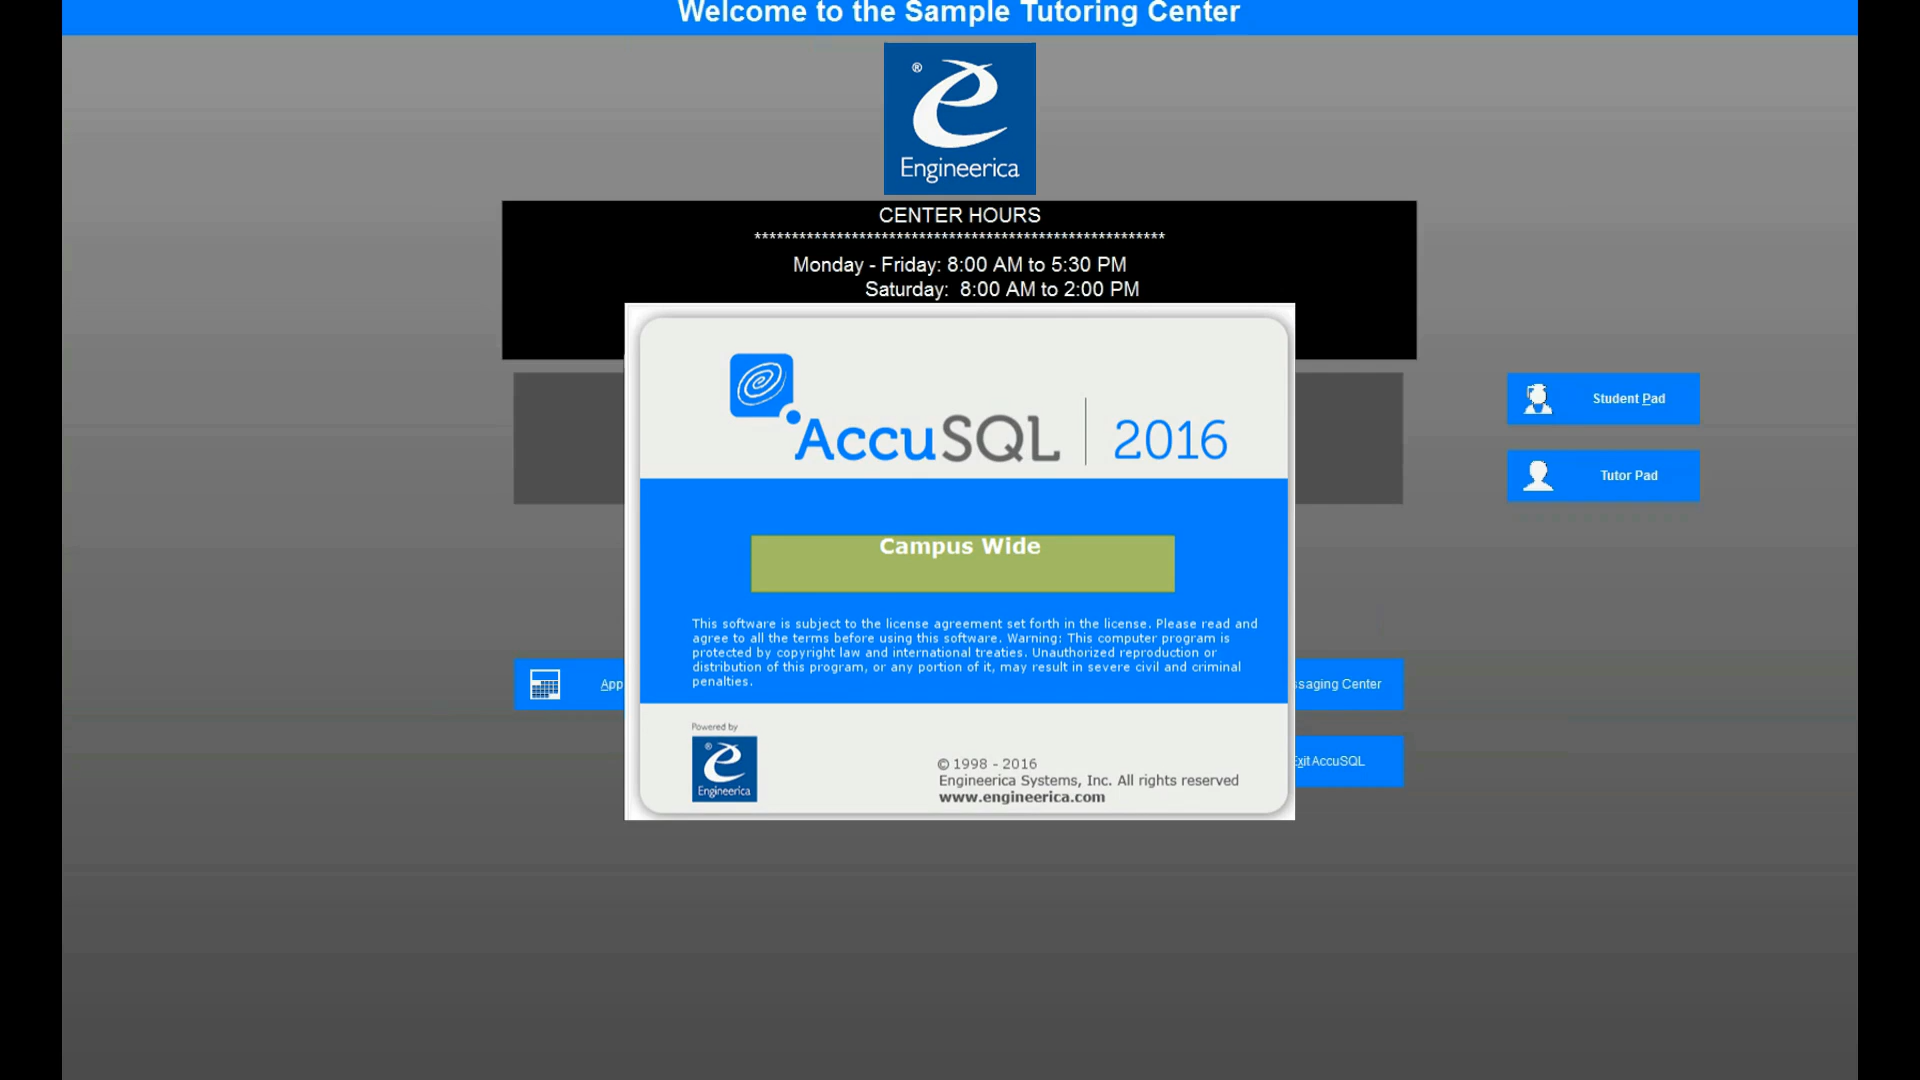 Welcome to the Sample Tutoring Center
®
Engineerica
CENTER HOURS
*******************************************************
Monday - Friday: 8:00 AM to 5:30 PM
Saturday: 8:00 AM to 2:00 PM
AccuSQL | 2016
Student Pad
Tutor Pad
Campus Wide
This software is subject to the license agreement set forth in the license. Please read and
agree to all the terms before using this software. Warning: This computer program is
protected by copyright law and international treaties. Unauthorized reproduction or
distribution of this program, or any portion of it, may result in severe civil and criminal
penalties.
App
ssaging Center
Powered by
®
Engineerica
© 1998 - 2016
Engineerica Systems, Inc. All rights reserved
www.engineerica.com
Exit AccuSQL